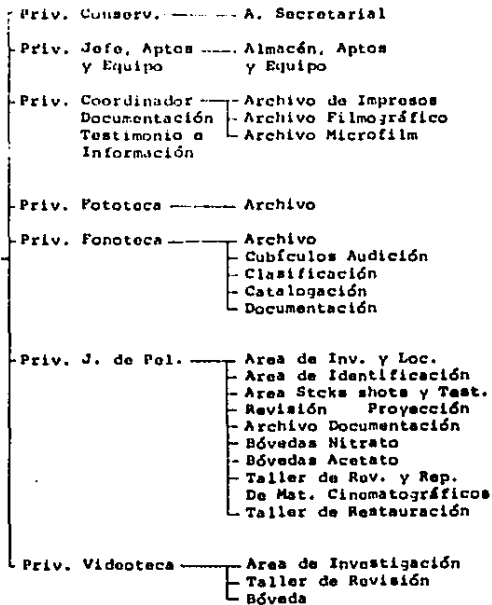 Priv. Conserv. A. Secretarial
Priv. Jefe, Aptos Almacén, Aptos
y Equipo y Equipo
Priv. Coordinador Archivo de Impresos
Documentación Archivo Filmográfico
Testimonio e Archivo Microfilm
Información
Priv. Fototeca Archivo
Priv. Fonoteca Archivo
Cubículos Audición
Clasificación
Catalogación
Documentación
Priv. J. de Pel. Area de Inv. y Loc.
Area de Identificación
Area Stcks shots y Test.
Revisión Proyección
Archivo Documentación
Bóvedas Nitrato
Bóvedas Acetato
Taller de Rev. y Rep.
De Mat. Cinematográficos
Taller de Restauración
Priv. Videoteca Area de Investigación
Taller de Revisión
Bóveda